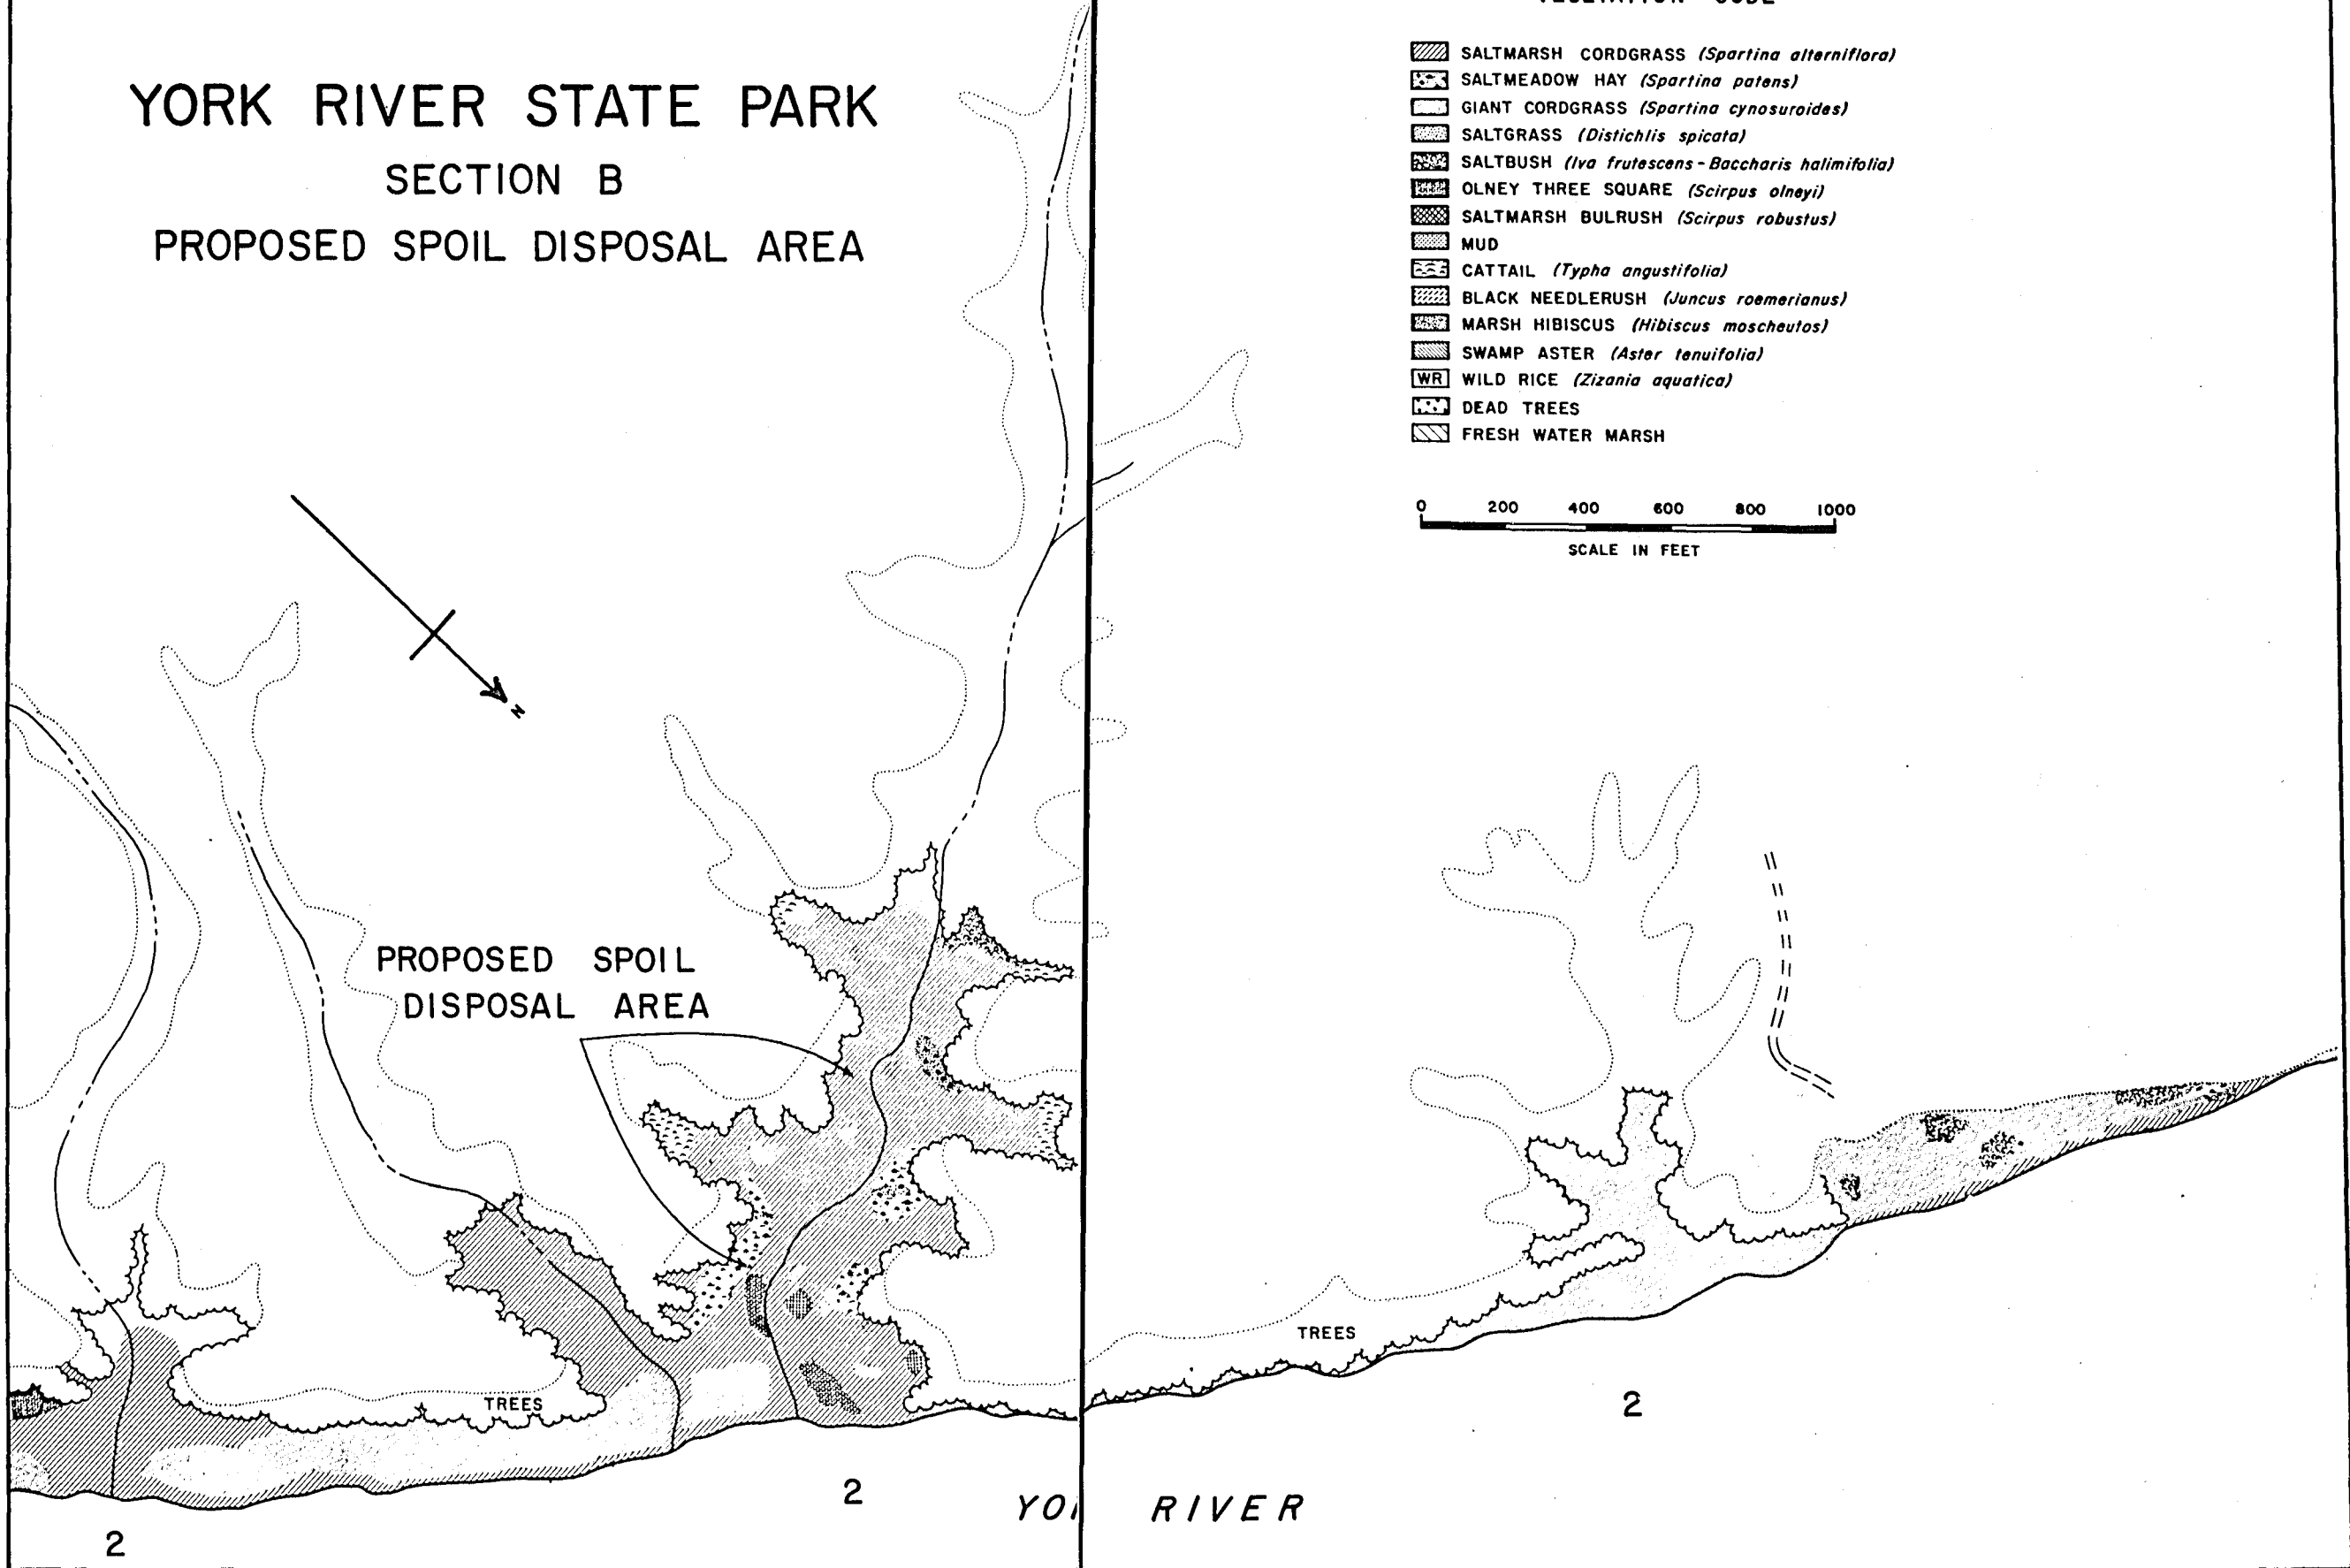 YORK RIVER STATE PARK
SECTION B
PROPOSED SPOIL DISPOSAL AREA
SALTMARSH CORDGRASS (Spartina alterniflora)
SALTMEADOW HAY (Spartina patens)
GIANT CORDGRASS (Spartina cynosuroides)
SALTGRASS (Distichlis spicata)
SALTBUSH (Iva frutescens - Baccharis halimifolia)
OLNEY THREE SQUARE (Scirpus olneyi)
SALTMARSH BULRUSH (Scirpus robustus)
MUD
CATTAIL (Typha angustifolia)
BLACK NEEDLERUSH (Juncus roemerianus)
MARSH HIBISCUS (Hibiscus moscheutos)
SWAMP ASTER (Aster tenuifolia)
WR WILD RICE (Zizania aquatica)
DEAD TREES
FRESH WATER MARSH
0 200 400 600 800 1000
SCALE IN FEET
N
PROPOSED SPOIL
DISPOSAL AREA
TREES
TREES
2
2
2
RIVER